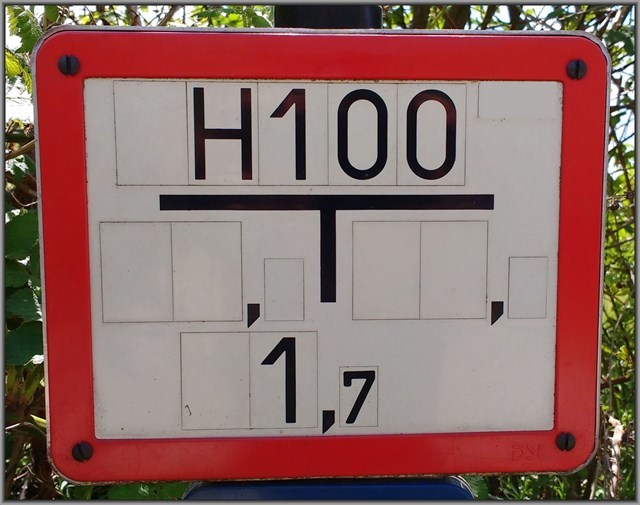 H100
, ,
1,7